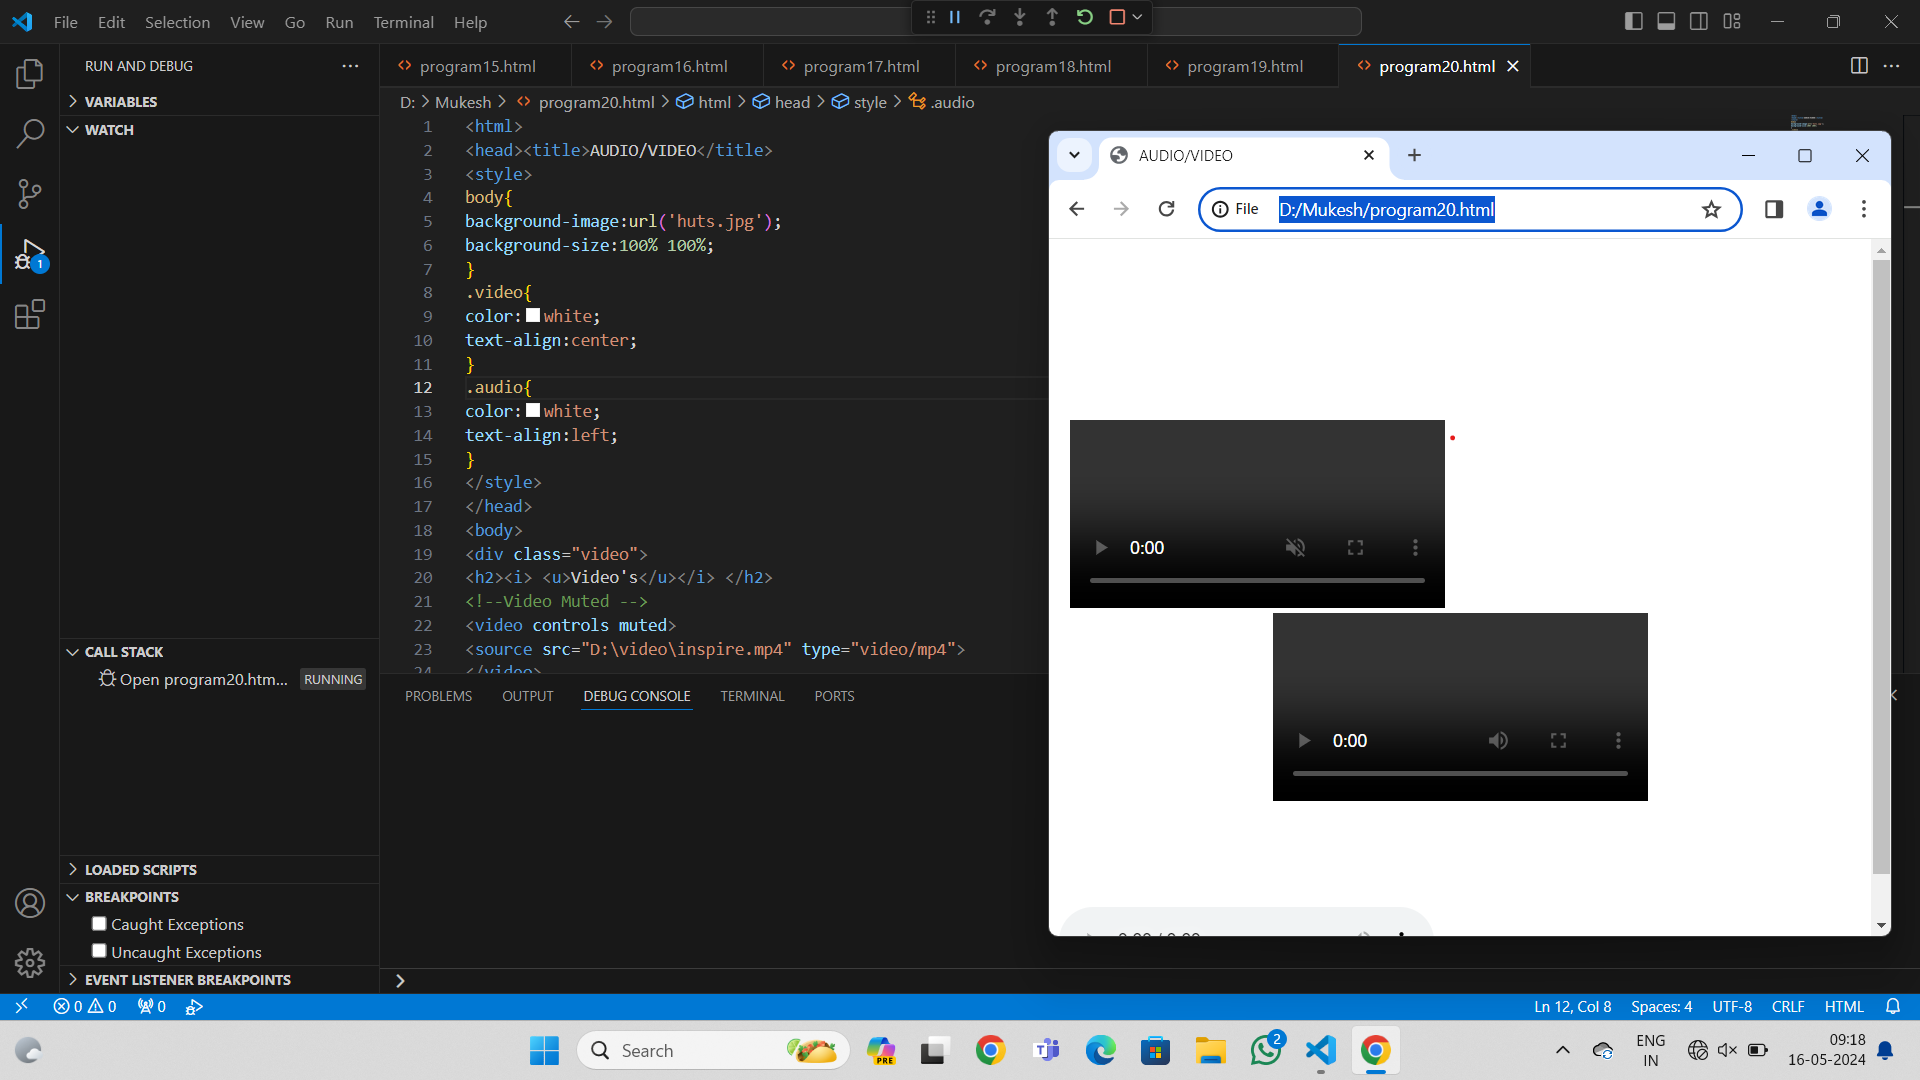 File Edit Selection View Go Run Terminal Help
RUN AND DEBUG
VARIABLES
WATCH
CALL STACK
Open program20.htm... RUNNING
LOADED SCRIPTS
BREAKPOINTS
Caught Exceptions
Uncaught Exceptions
EVENT LISTENER BREAKPOINTS
1
program15.html program16.html program17.html program18.html program19.html program20.html
D: > Mukesh > program20.html > html > head > style > .audio
1 <html>
2 <head><title>AUDIO/VIDEO</title>
3 <style>
4 body{
5 background-image:url('huts.jpg');
6 background-size:100% 100%;
7 }
8 .video{
9 color:white;
10 text-align:center;
11 }
12 .audio{
13 color:white;
14 text-align:left;
15 }
16 </style>
17 </head>
18 <body>
19 <div class="video">
20 <h2><i> <u>Video's</u></i> </h2>
21 <!--Video Muted -->
22 <video controls muted>
23 <source src="D:\video\inspire.mp4" type="video/mp4">
24 </video>
PROBLEMS OUTPUT DEBUG CONSOLE TERMINAL PORTS
AUDIO/VIDEO
File D:/Mukesh/program20.html
0:00
0:00
0:00 / 0:00
0 0 0 Ln 12, Col 8 Spaces: 4 UTF-8 CRLF HTML
Search
PRE
2
ENG
IN
09:18
16-05-2024